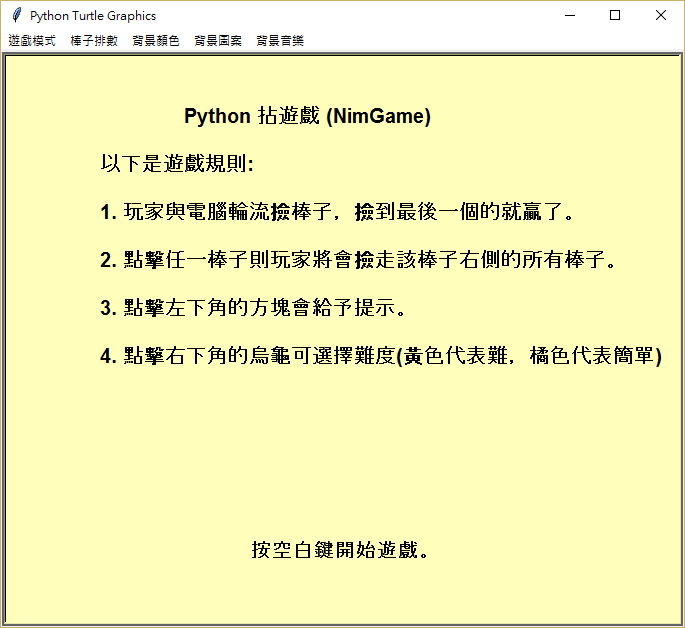 Python Turtle Graphics
遊戲模式 棒子排數 背景顏色 背景圖案 背景音樂
Python 拈遊戲 (NimGame)
以下是遊戲規則:
1. 玩家與電腦輪流撿棒子，撿到最後一個的就贏了。
2. 點擊任一棒子則玩家將會撿走該棒子右側的所有棒子。
3. 點擊左下角的方塊會給予提示。
4. 點擊右下角的烏龜可選擇難度(黃色代表難，橘色代表簡單)
按空白鍵開始遊戲。